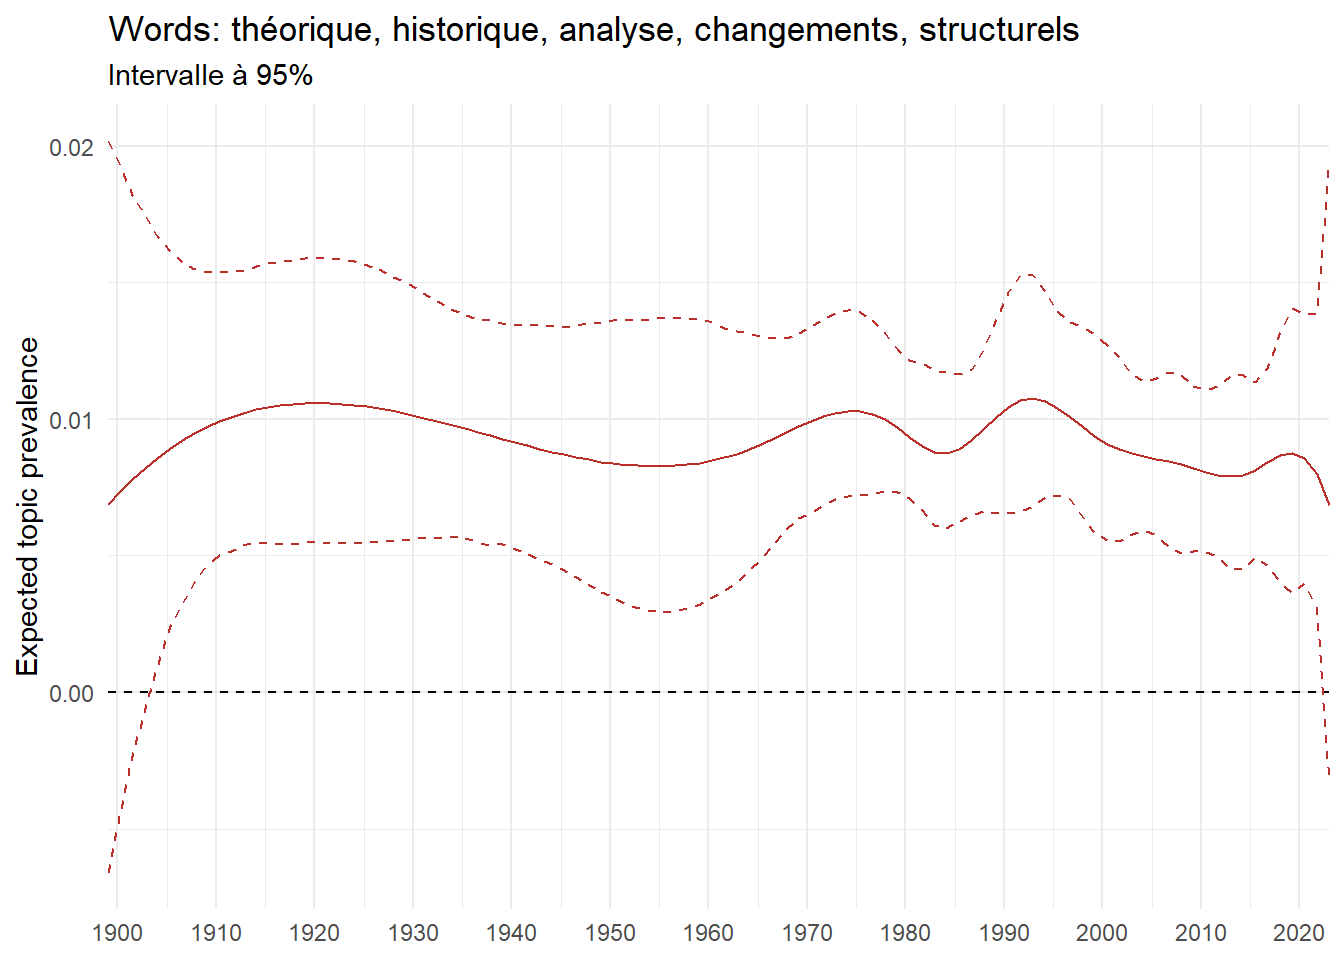 Words: théorique, historique, analyse, changements, structurels
Intervalle à 95%
Expected topic prevalence
0.02
0.01
0.00
1900 1910 1920 1930 1940 1950 1960 1970 1980 1990 2000 2010 2020